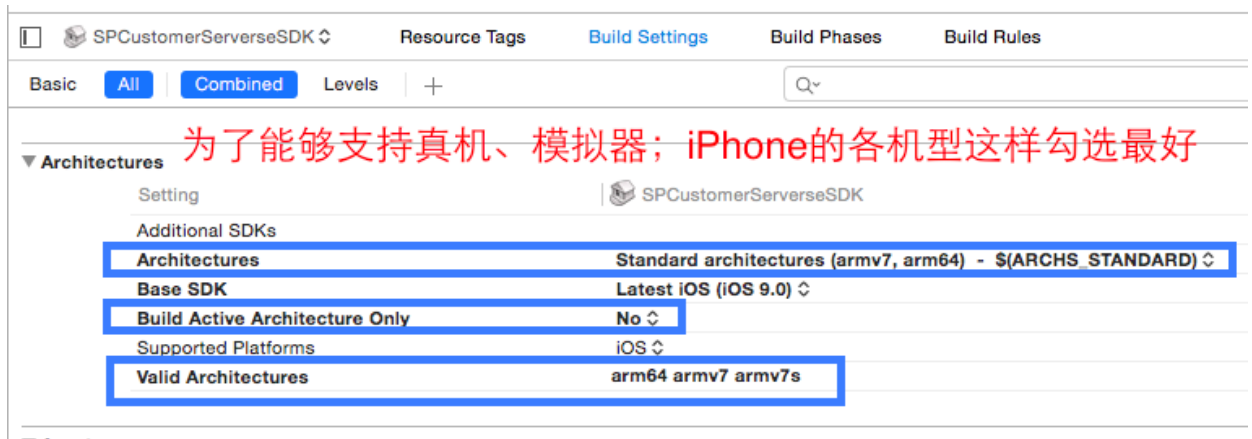 SPCustomerServerseSDK Resource Tags Build Settings Build Phases Build Rules
Basic All Combined Levels +
为了能够支持真机、模拟器；iPhone的各机型这样勾选最好
Architectures
Setting SPCustomerServerseSDK
Additional SDKs
Architectures Standard architectures (armv7, arm64) - $(ARCHS_STANDARD)
Base SDK Latest iOS (iOS 9.0)
Build Active Architecture Only No
Supported Platforms iOS
Valid Architectures arm64 armv7 armv7s